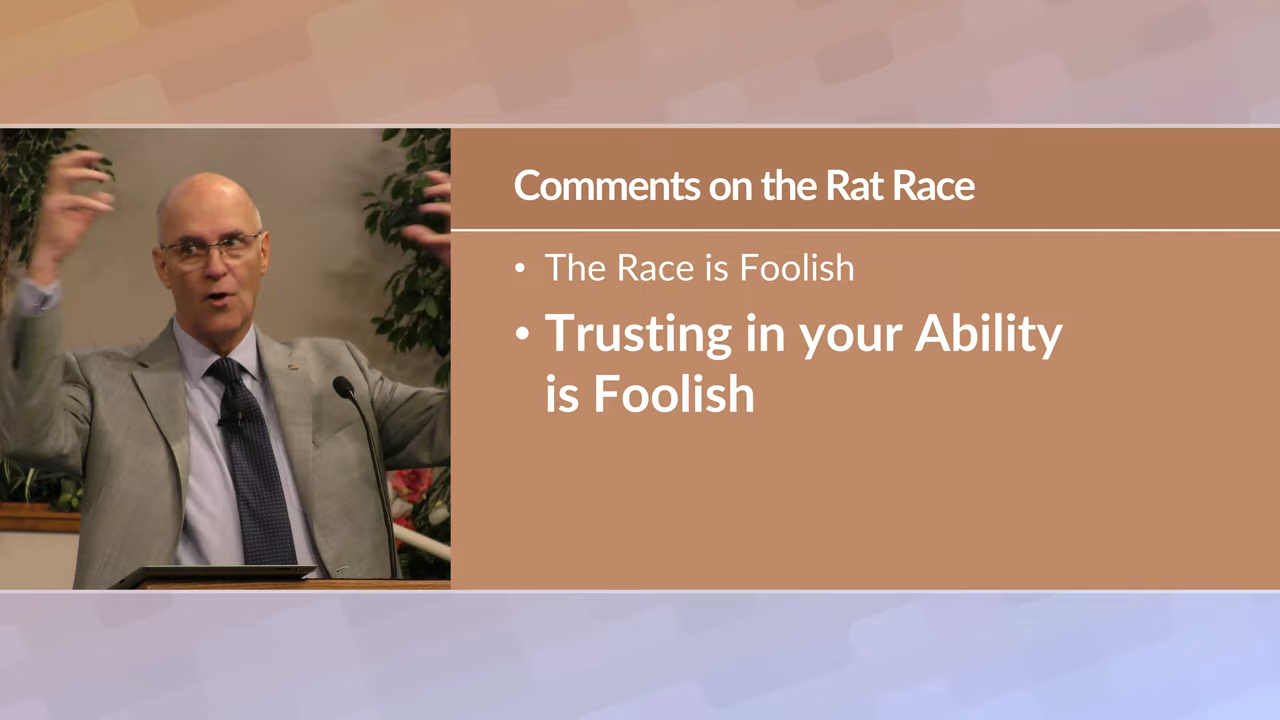 Comments on the Rat Race
• The Race is Foolish
• Trusting in your Ability
is Foolish